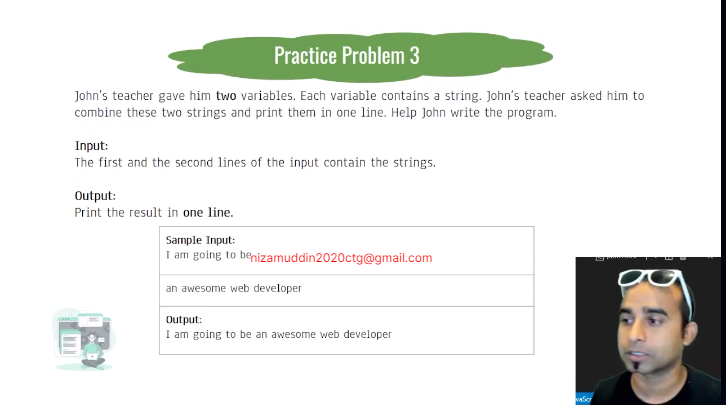 Practice Problem 3
John's teacher gave him two variables. Each variable contains a string. John's teacher asked him to
combine these two strings and print them in one line. Help John write the program.
Input:
The first and the second lines of the input contain the strings.
Output:
Print the result in one line.
Sample Input:
I am going to be
nizamuddin2020ctg@gmail.com
an awesome web developer
Output:
I am going to be an awesome web developer